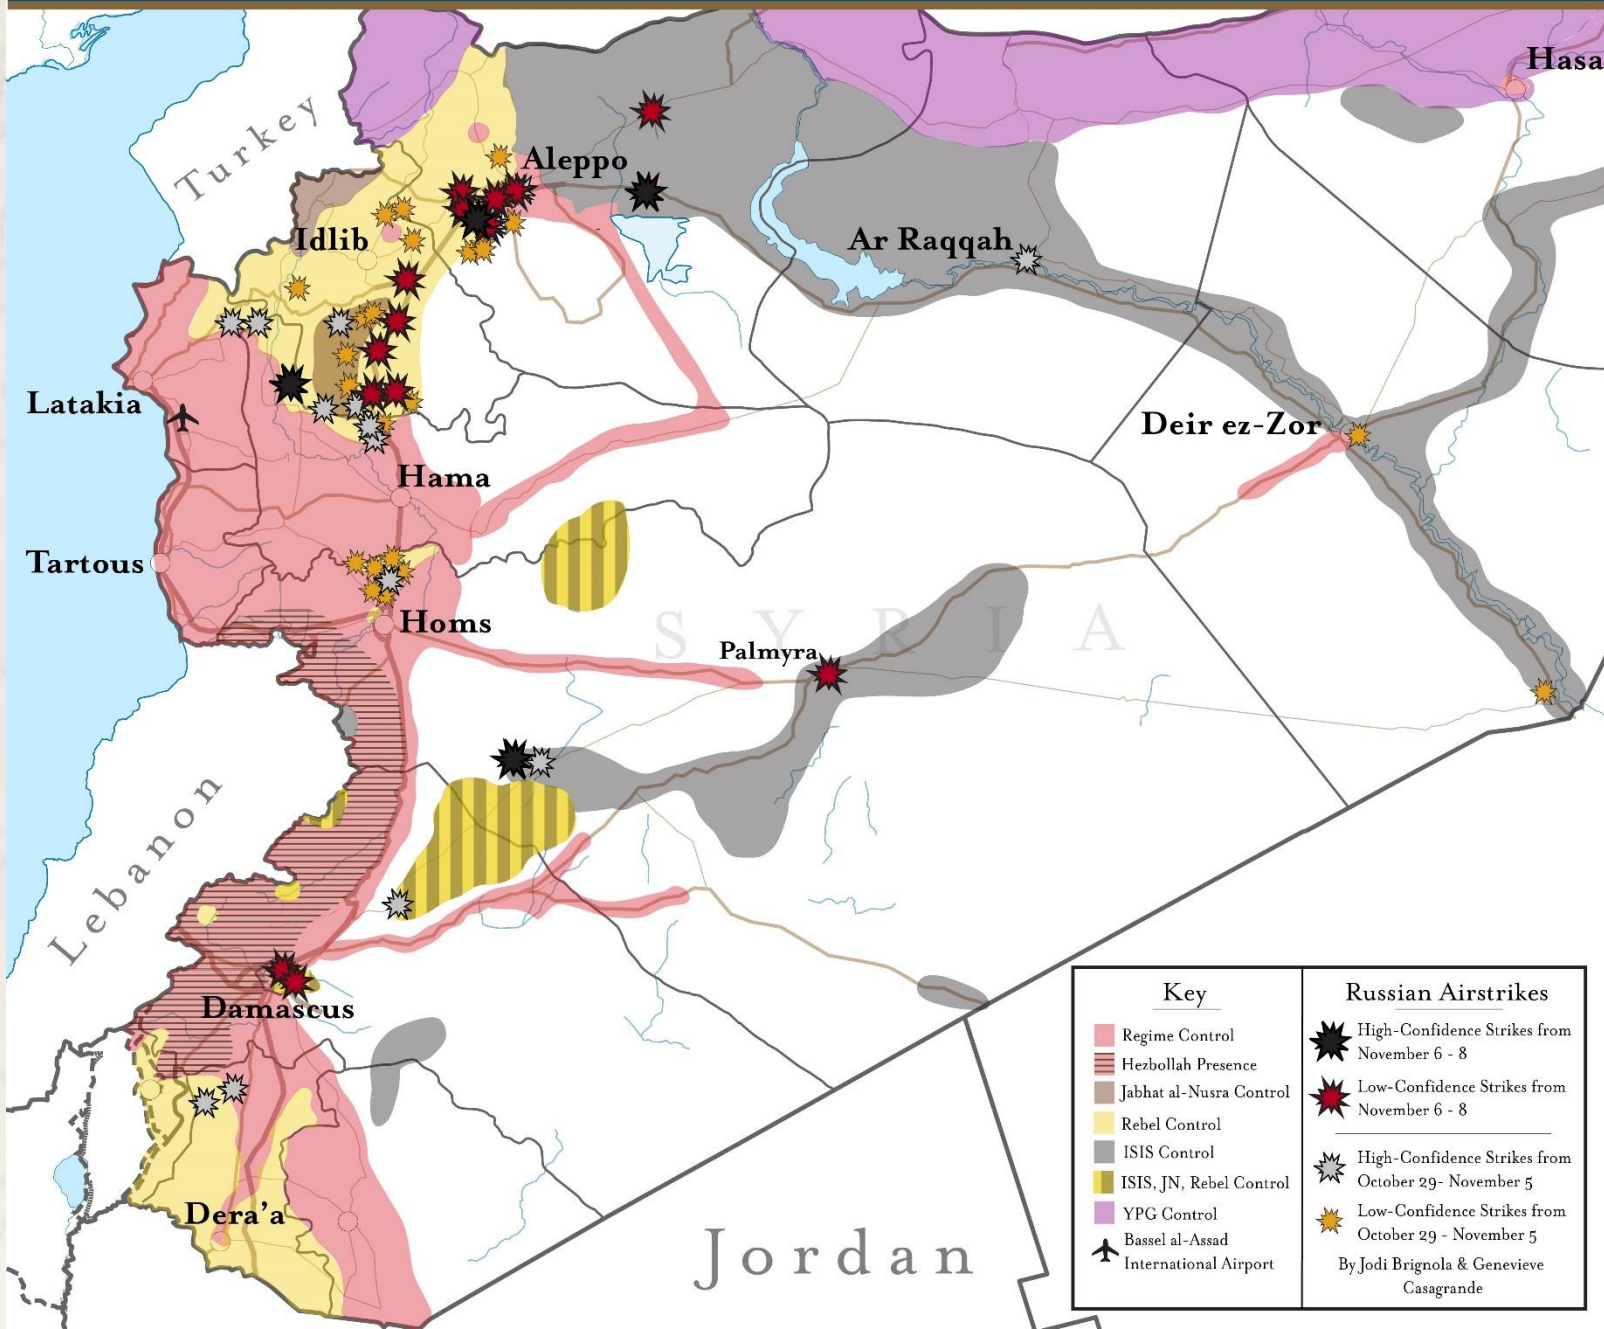 Hasa
Turkey
Aleppo
Idlib
Ar Raqqah
Latakia
Deir ez-Zor
Hama
Tartous
Homs
SYRIA
Palmyra
Lebanon
Damascus
Dera'a
Jordan
Key
Regime Control
Hezbollah Presence
Jabhat al-Nusra Control
Rebel Control
ISIS Control
ISIS, JN, Rebel Control
YPG Control
Bassel al-Assad
International Airport
Russian Airstrikes
High-Confidence Strikes from
November 6 - 8
Low-Confidence Strikes from
November 6 - 8
High-Confidence Strikes from
October 29- November 5
Low-Confidence Strikes from
October 29 - November 5
By Jodi Brignola & Genevieve
Casagrande